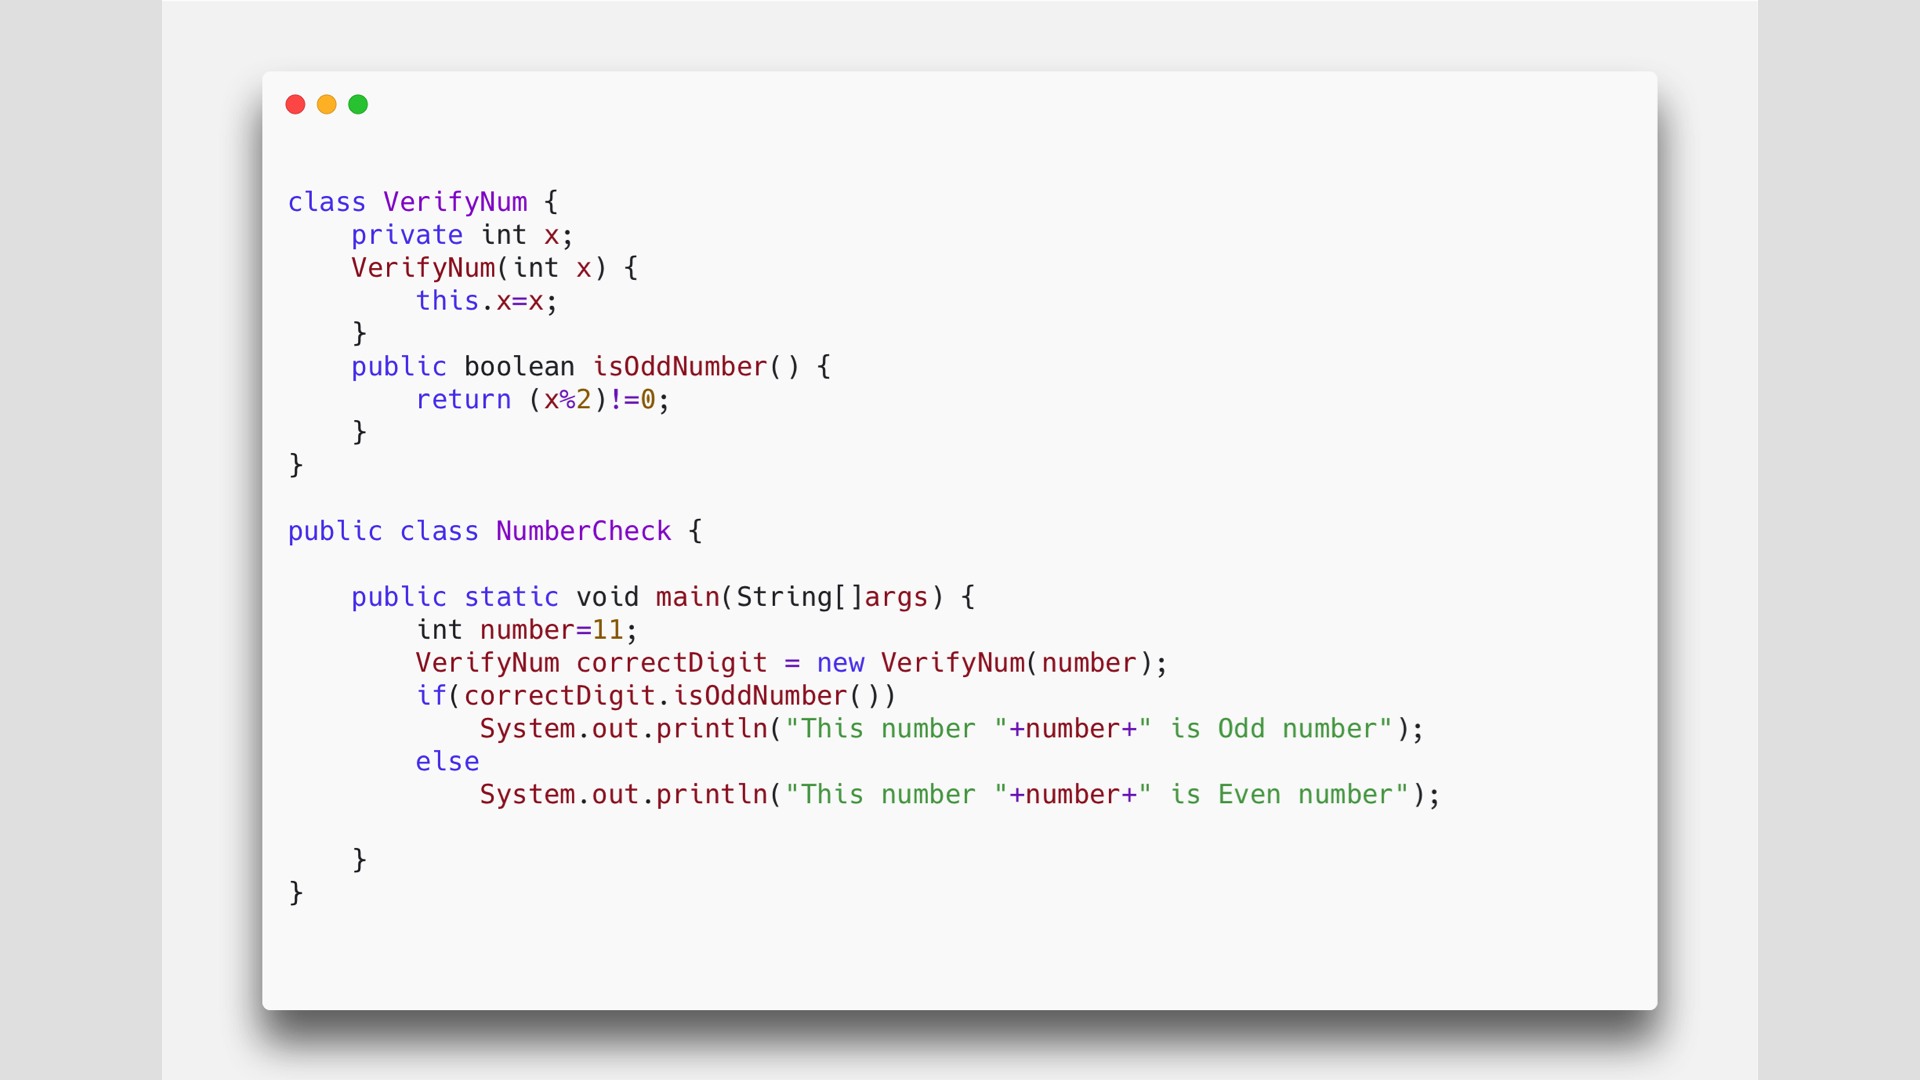 class VerifyNum {
    private int x;
    VerifyNum(int x) {
        this.x=x;
    }
    public boolean isOddNumber() {
        return (x%2)!=0;
    }
}

public class NumberCheck {

    public static void main(String[]args) {
        int number=11;
        VerifyNum correctDigit = new VerifyNum(number);
        if(correctDigit.isOddNumber())
            System.out.println("This number "+number+" is Odd number");
        else
            System.out.println("This number "+number+" is Even number");

    }
}